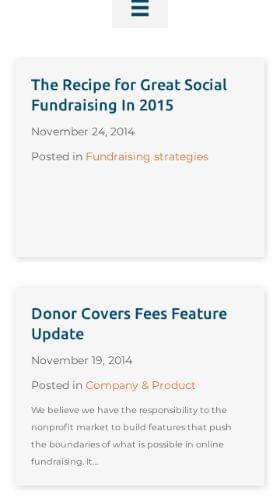 The Recipe for Great Social
Fundraising In 2015
November 24, 2014
Posted in Fundraising strategies
Donor Covers Fees Feature
Update
November 19, 2014
Posted in Company & Product
We believe we have the responsibility to the
nonprofit market to build features that push
the boundaries of what is possible in online
fundraising. It...